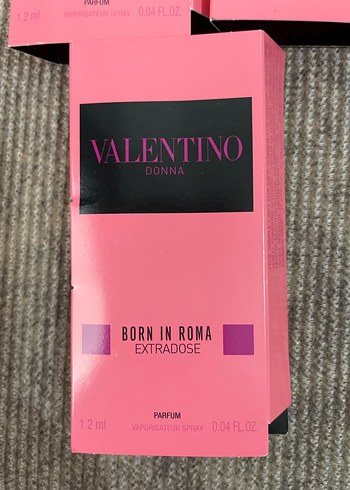 PARFUM
1.2 ml VAPORISATEUR SPRAY 0.04 FL.OZ.
VALENTINO
DONNA
BORN IN ROMA
EXTRADOSE
PARFUM
1.2 ml VAPORISATEUR SPRAY 0.04 FL.OZ.